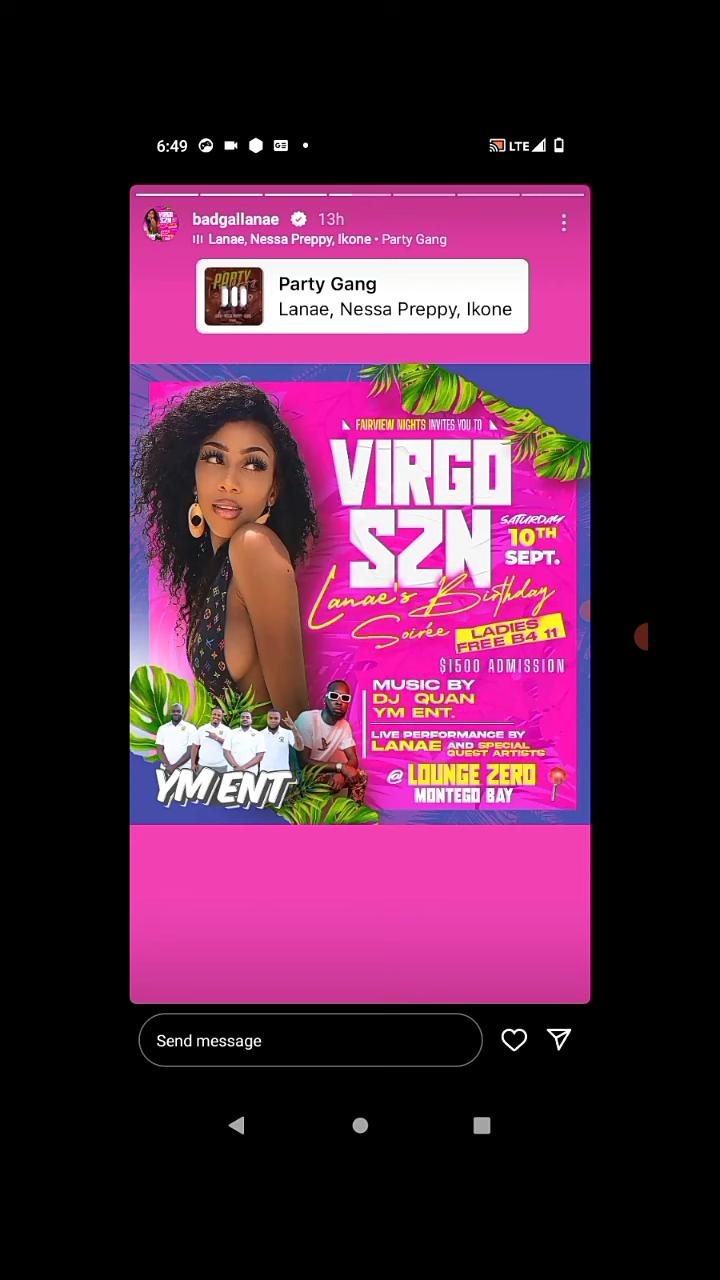 6:49
GE
LTE
badgallanae 13h
Lanae, Nessa Preppy, Ikone • Party Gang
PARTY
Party Gang
Lanae, Nessa Preppy, Ikone
FAIRVIEW NIGHTS INVITES YOU TO
VIRGO
SZN
SATURDAY
10TH
SEPT.
Lanae's Birthday
Soirée
LADIES
FREE B4 11
$1500 ADMISSION
MUSIC BY
DJ QUAN
YM ENT.
LIVE PERFORMANCE BY
LANAE AND SPECIAL
GUEST ARTISTS
@ LOUNGE ZERO
MONTEGO BAY
YM ENT
Send message